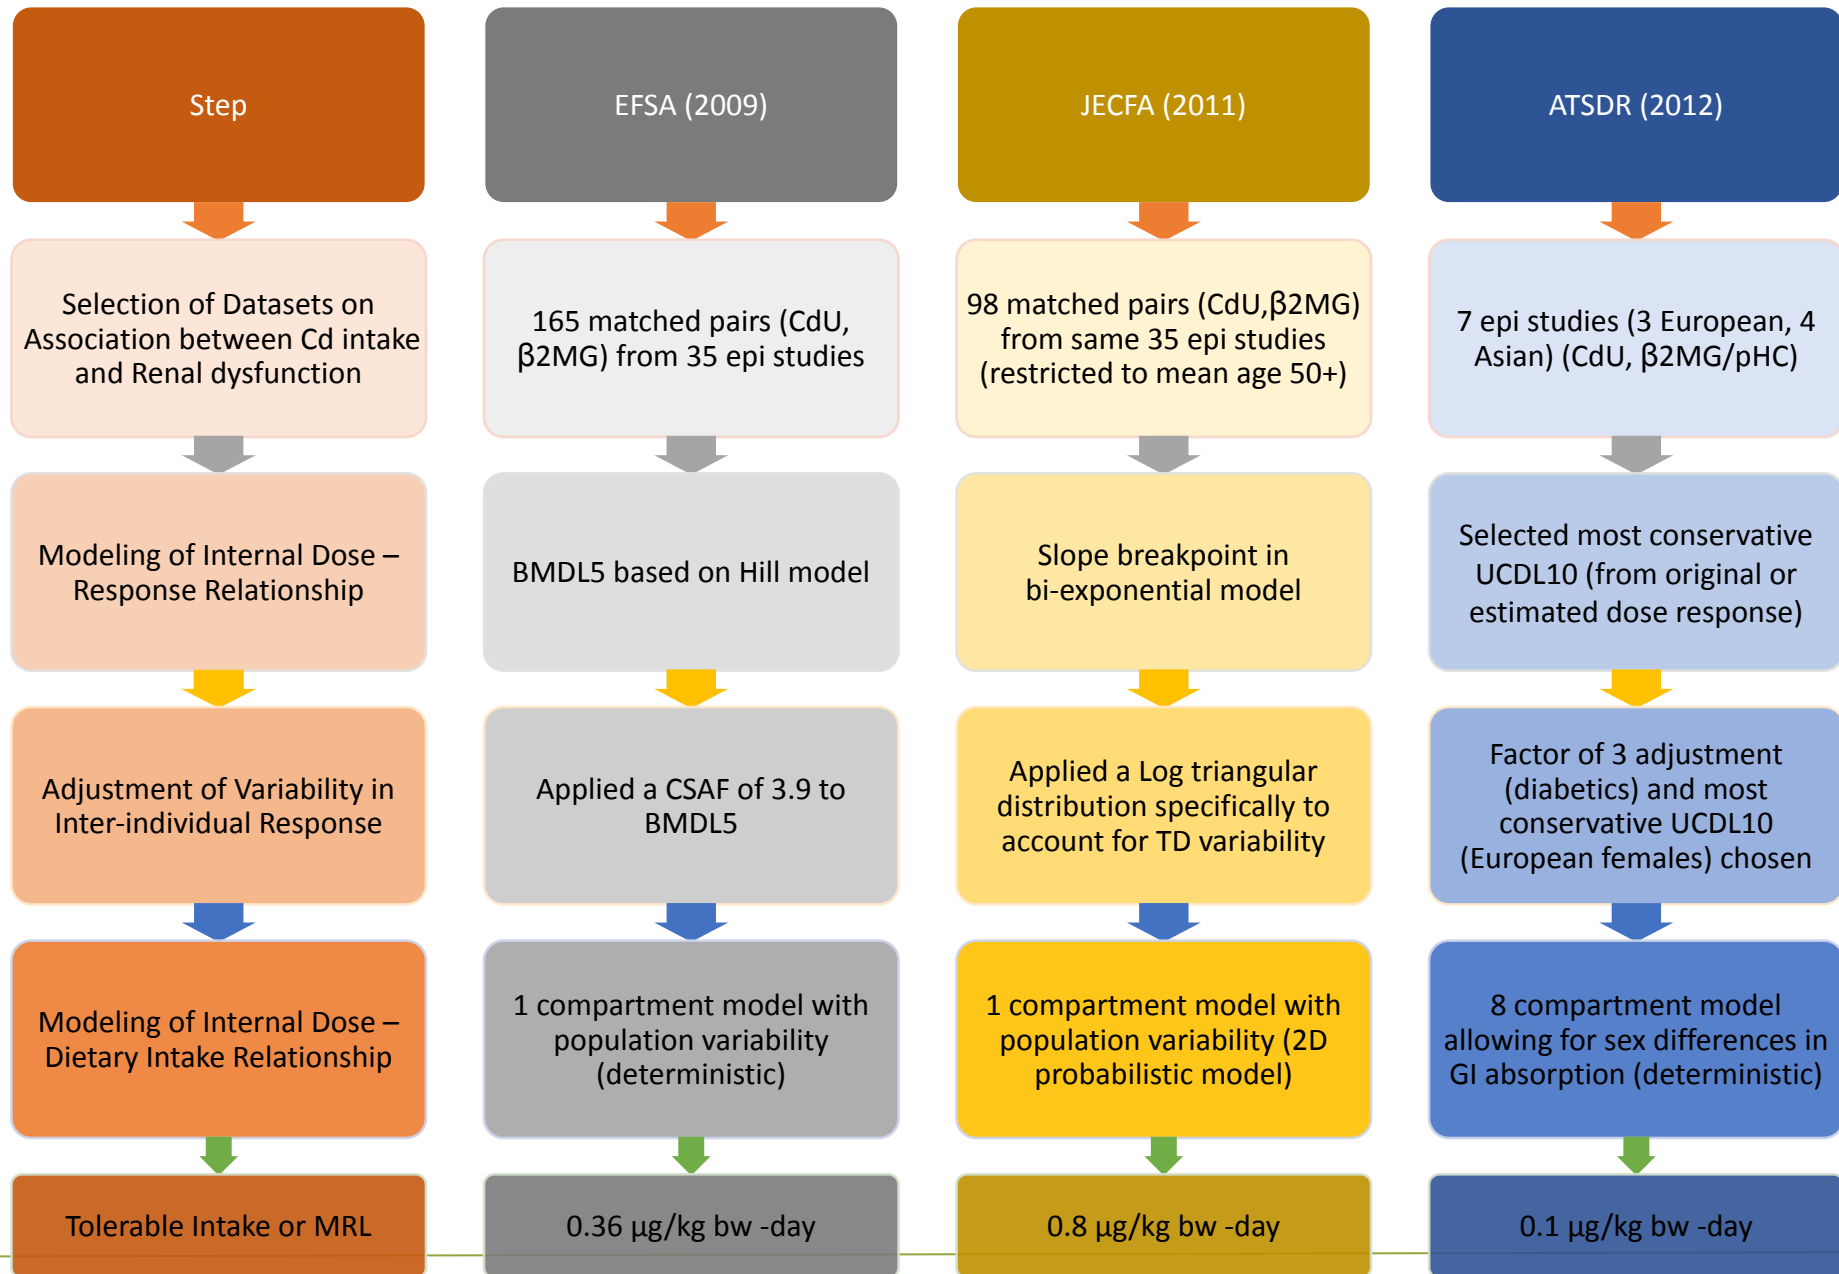 Step
EFSA (2009)
JECFA (2011)
ATSDR (2012)
Selection of Datasets on
Association between Cd intake
and Renal dysfunction
165 matched pairs (CdU,
β2MG) from 35 epi studies
98 matched pairs (CdU,β2MG)
from same 35 epi studies
(restricted to mean age 50+)
7 epi studies (3 European, 4
Asian) (CdU, β2MG/pHC)
Modeling of Internal Dose –
Response Relationship
BMDL5 based on Hill model
Slope breakpoint in
bi-exponential model
Selected most conservative
UCDL10 (from original or
estimated dose response)
Adjustment of Variability in
Inter-individual Response
Applied a CSAF of 3.9 to
BMDL5
Applied a Log triangular
distribution specifically to
account for TD variability
Factor of 3 adjustment
(diabetics) and most
conservative UCDL10
(European females) chosen
Modeling of Internal Dose –
Dietary Intake Relationship
1 compartment model with
population variability
(deterministic)
1 compartment model with
population variability (2D
probabilistic model)
8 compartment model
allowing for sex differences in
GI absorption (deterministic)
Tolerable Intake or MRL
0.36 µg/kg bw -day
0.8 µg/kg bw -day
0.1 µg/kg bw -day